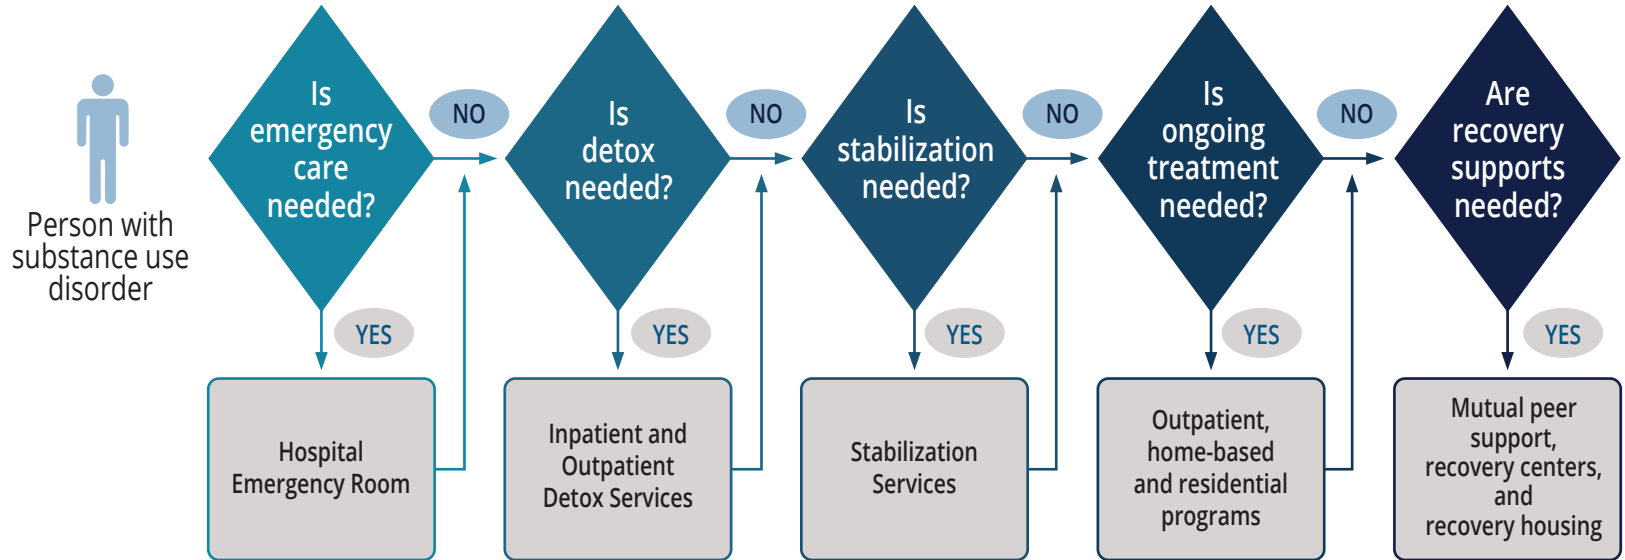 Person with
substance use
disorder
Is
emergency
care
needed?
NO
YES
Hospital
Emergency Room
Is
detox
needed?
NO
YES
Inpatient and
Outpatient
Detox Services
Is
stabilization
needed?
NO
YES
Stabilization
Services
Is
ongoing
treatment
needed?
NO
YES
Outpatient,
home-based
and residential
programs
Are
recovery
supports
needed?
YES
Mutual peer
support,
recovery centers,
and
recovery housing